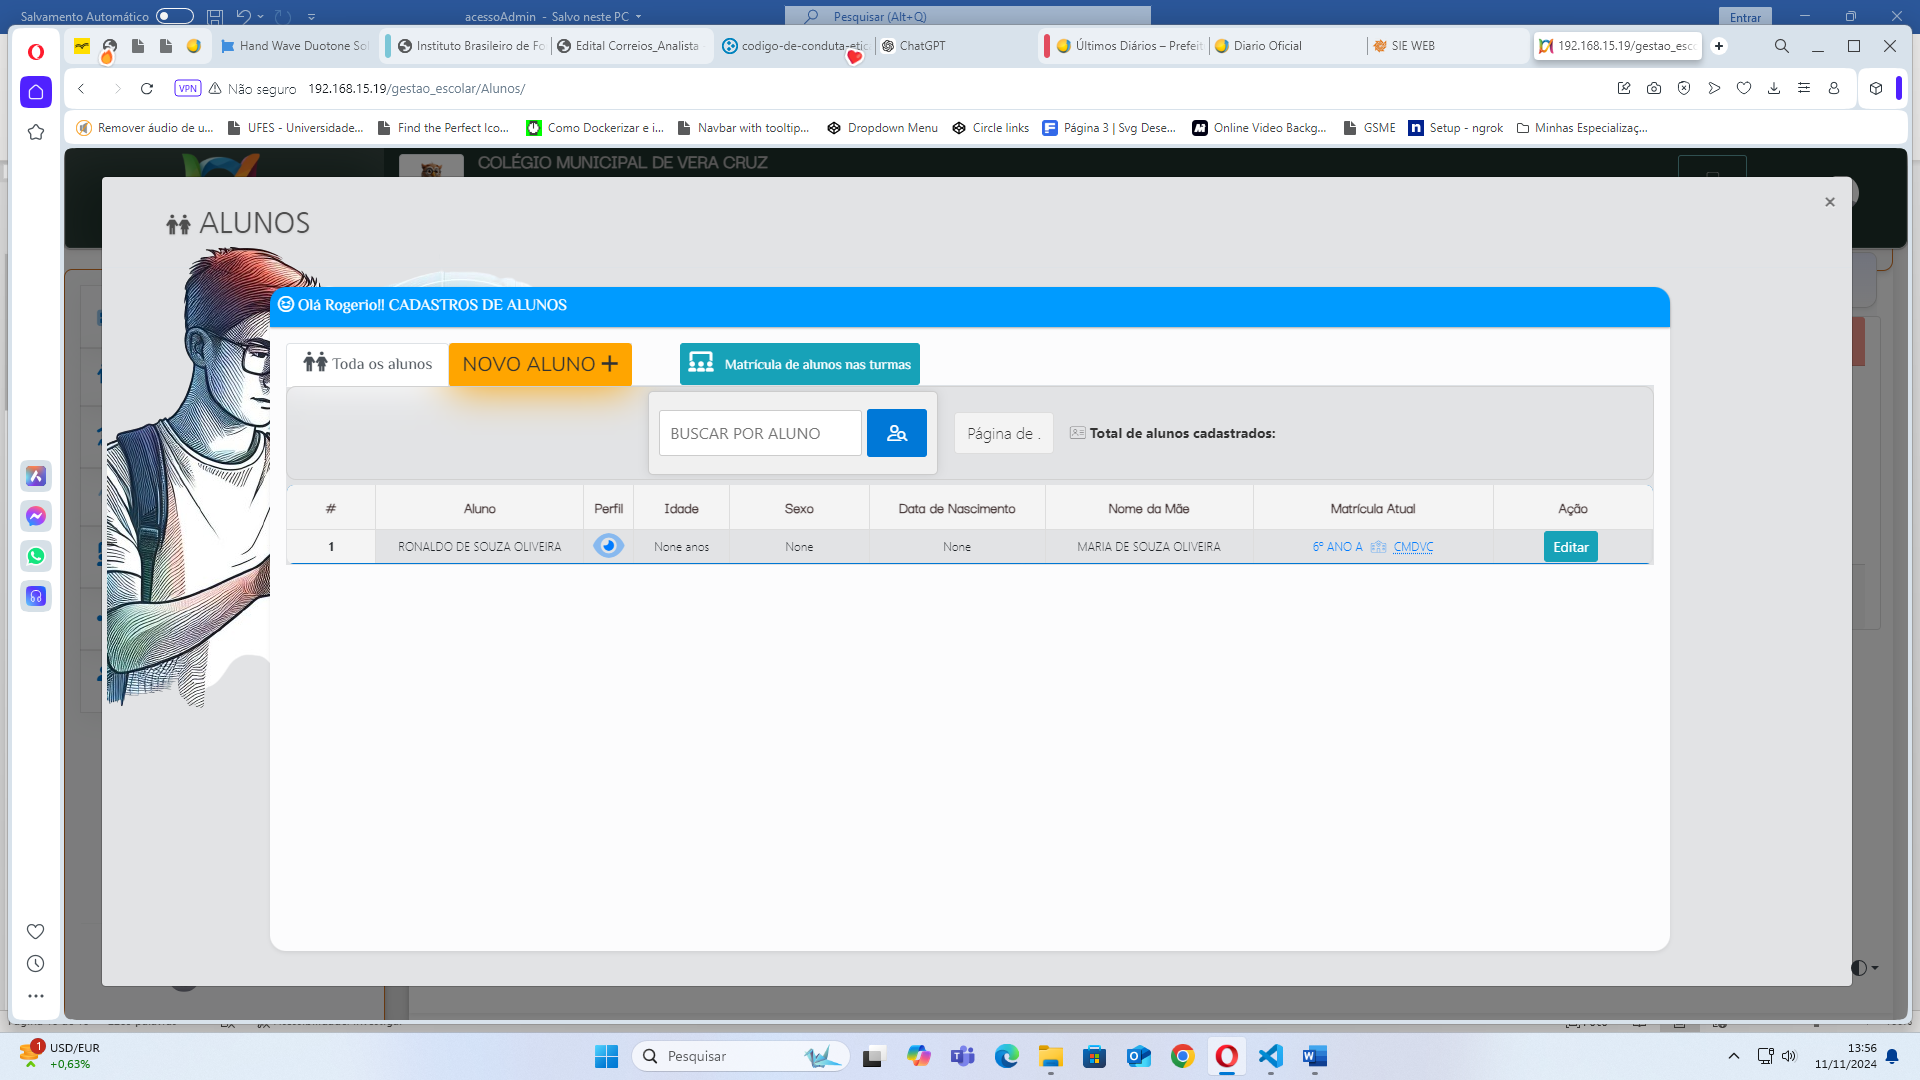 Salvamento Automático
acessoAdmin - Salvo neste PC
Pesquisar (Alt+Q)
Entrar
Hand Wave Duotone Sol
Instituto Brasileiro de Fo
Edital Correios_Analista
codigo-de-conduta-etic
ChatGPT
Últimos Diários – Prefeit
Diario Oficial
SIE WEB
192.168.15.19/gestao_esc
VPN
Não seguro
192.168.15.19/gestao_escolar/Alunos/
Remover áudio de u...
UFES - Universidade...
Find the Perfect Ico...
Como Dockerizar e i...
Navbar with tooltip...
Dropdown Menu
Circle links
Página 3 | Svg Dese...
Online Video Backg...
GSME
Setup - ngrok
Minhas Especializaç...
COLÉGIO MUNICIPAL DE VERA CRUZ
ALUNOS
×
Olá Rogerio!! CADASTROS DE ALUNOS
Toda os alunos
NOVO ALUNO +
Matrícula de alunos nas turmas
BUSCAR POR ALUNO
Página de .
Total de alunos cadastrados:
# Aluno Perfil Idade Sexo Data de Nascimento Nome da Mãe Matrícula Atual Ação
1 RONALDO DE SOUZA OLIVEIRA None anos None None MARIA DE SOUZA OLIVEIRA 6º ANO A CMDVC Editar
1
USD/EUR
+0,63%
Pesquisar
13:56
11/11/2024